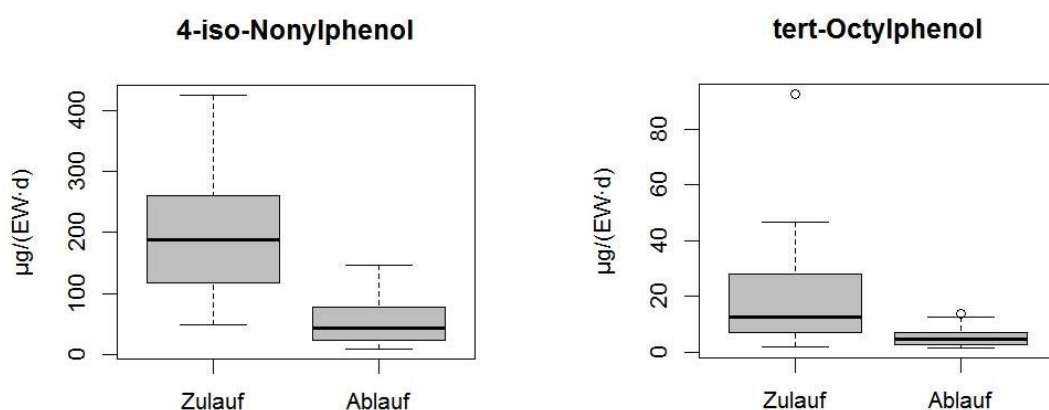 4-iso-Nonylphenol
µg/(EW·d)
400
300
200
100
0
Zulauf
Ablauf
tert-Octylphenol
µg/(EW·d)
80
60
40
20
0
Zulauf
Ablauf